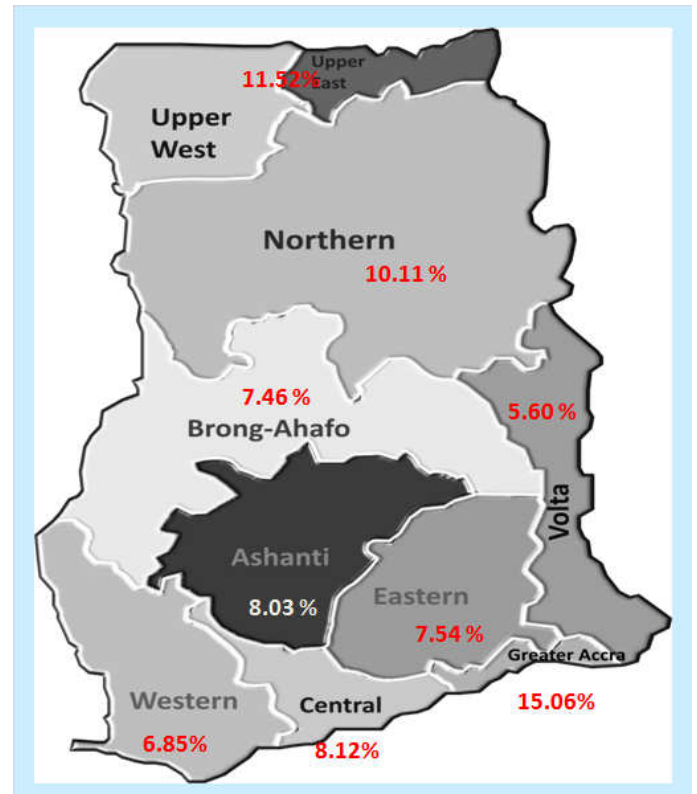 Upper
East
11.52%
Upper
West
Northern
10.11 %
7.46 %
Brong-Ahafo
5.60 %
Volta
Ashanti
8.03 %
Eastern
7.54 %
Greater Accra
15.06%
Western
6.85%
Central
8.12%